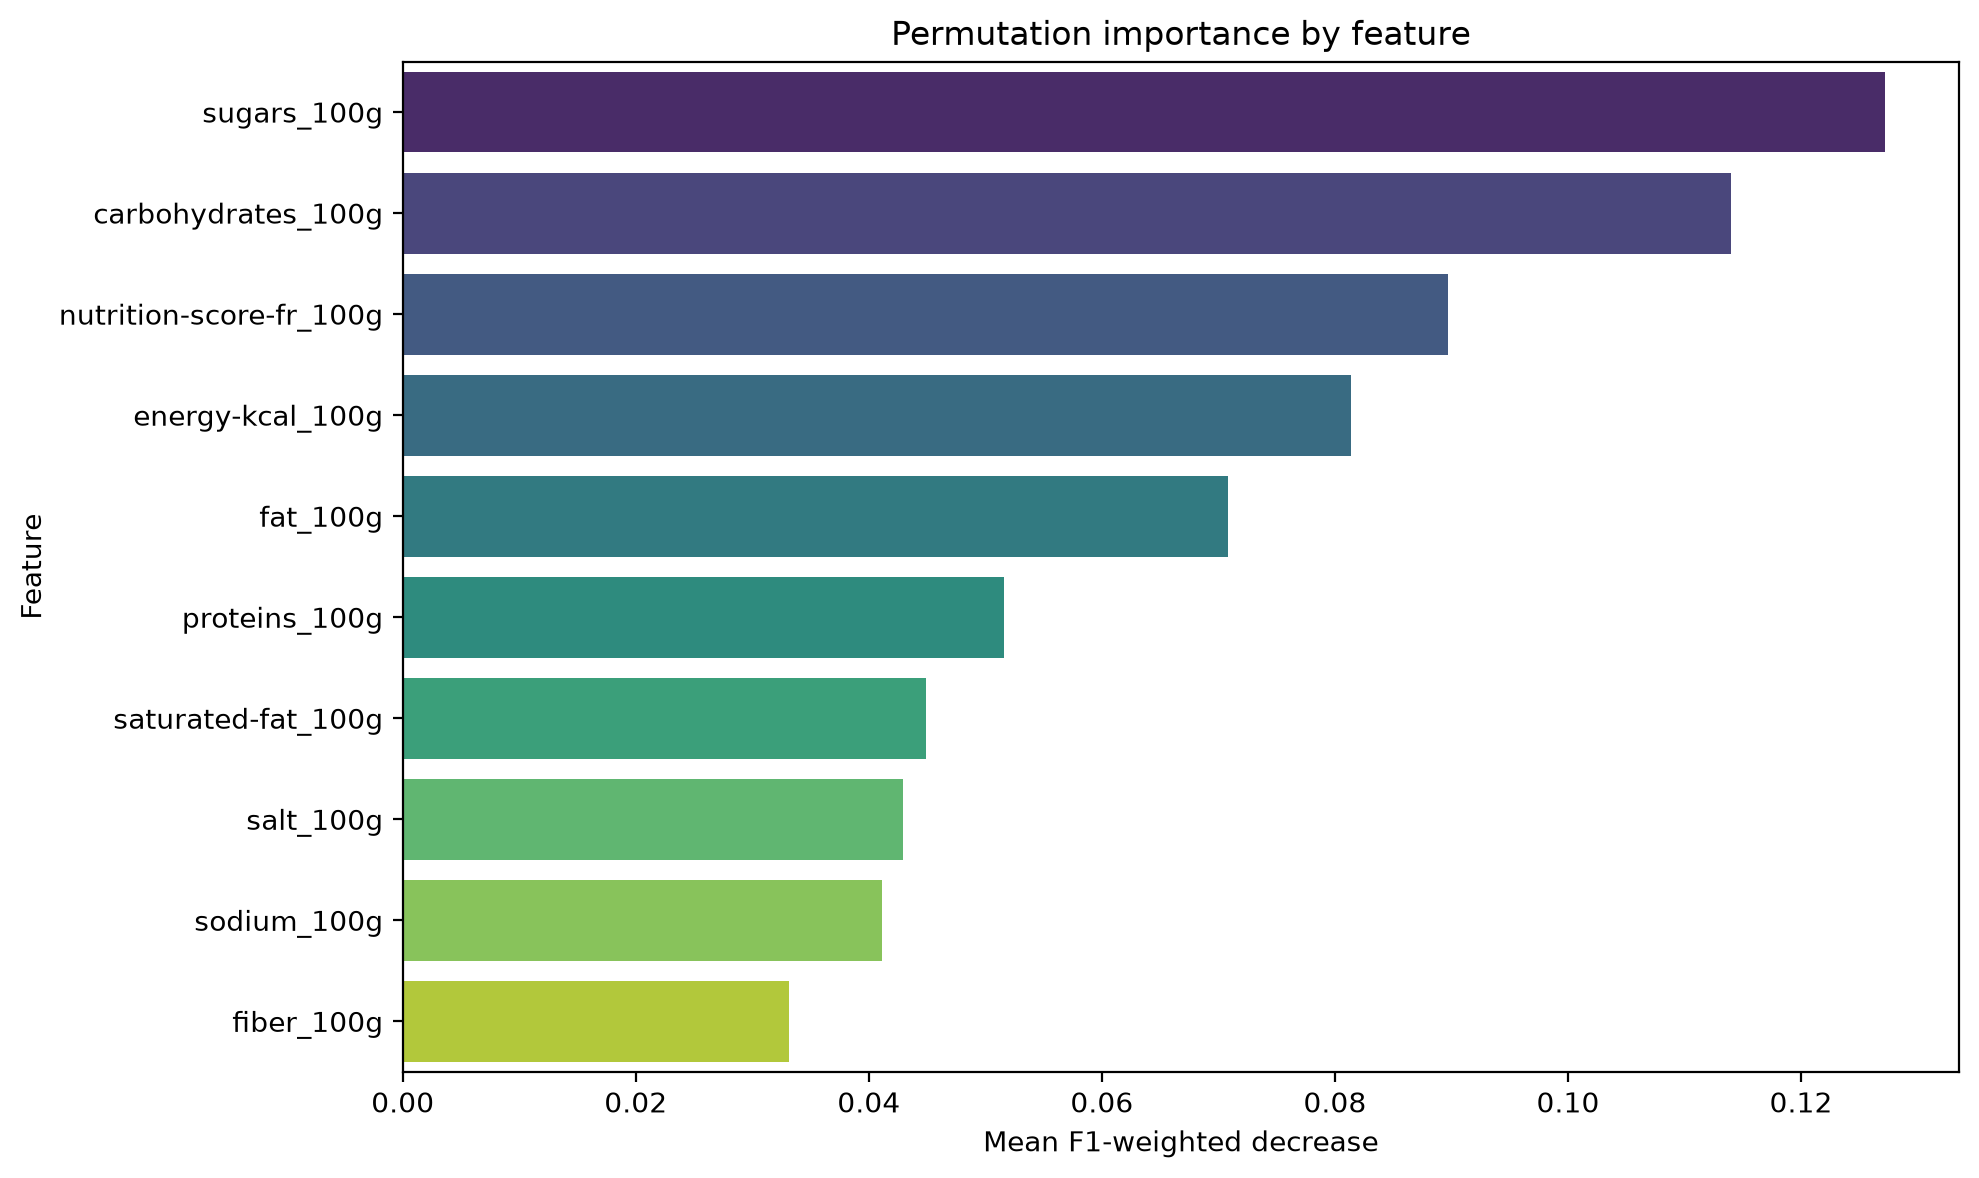 Permutation importance by feature
sugars_100g
carbohydrates_100g
nutrition-score-fr_100g
energy-kcal_100g
fat_100g
proteins_100g
saturated-fat_100g
salt_100g
sodium_100g
fiber_100g
Feature
0.00 0.02 0.04 0.06 0.08 0.10 0.12
Mean F1-weighted decrease